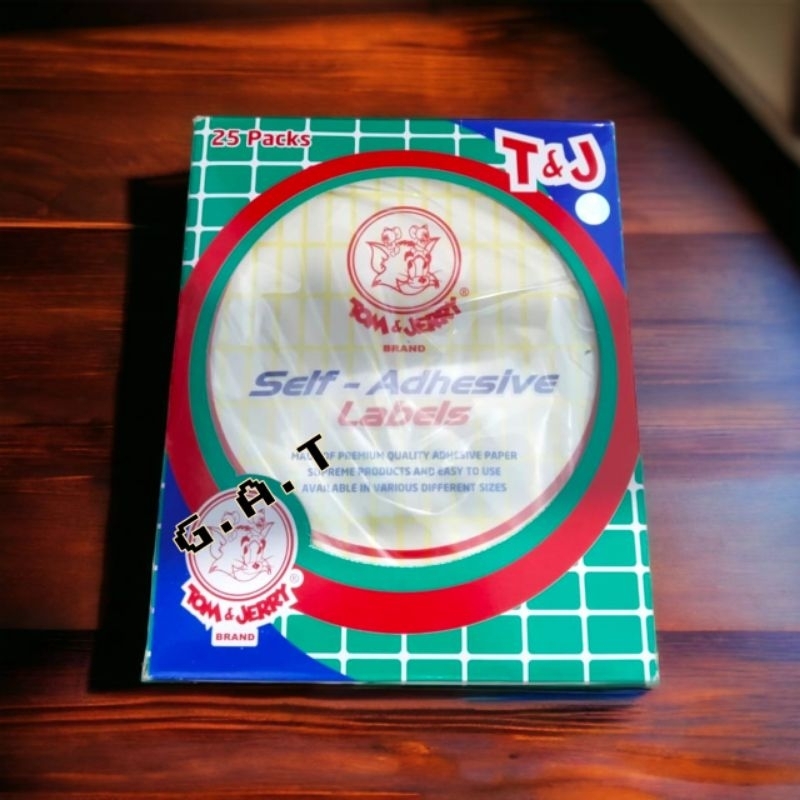 25 Packs
T&J
TOM & JERRY ®
BRAND
Self - Adhesive
Labels
OF PREMIUM QUALITY ADHESIVE PAPER
SUPREME PRODUCTS AND EASY TO USE
AVAILABLE IN VARIOUS DIFFERENT SIZES
G.A.T
TOM & JERRY ®
BRAND